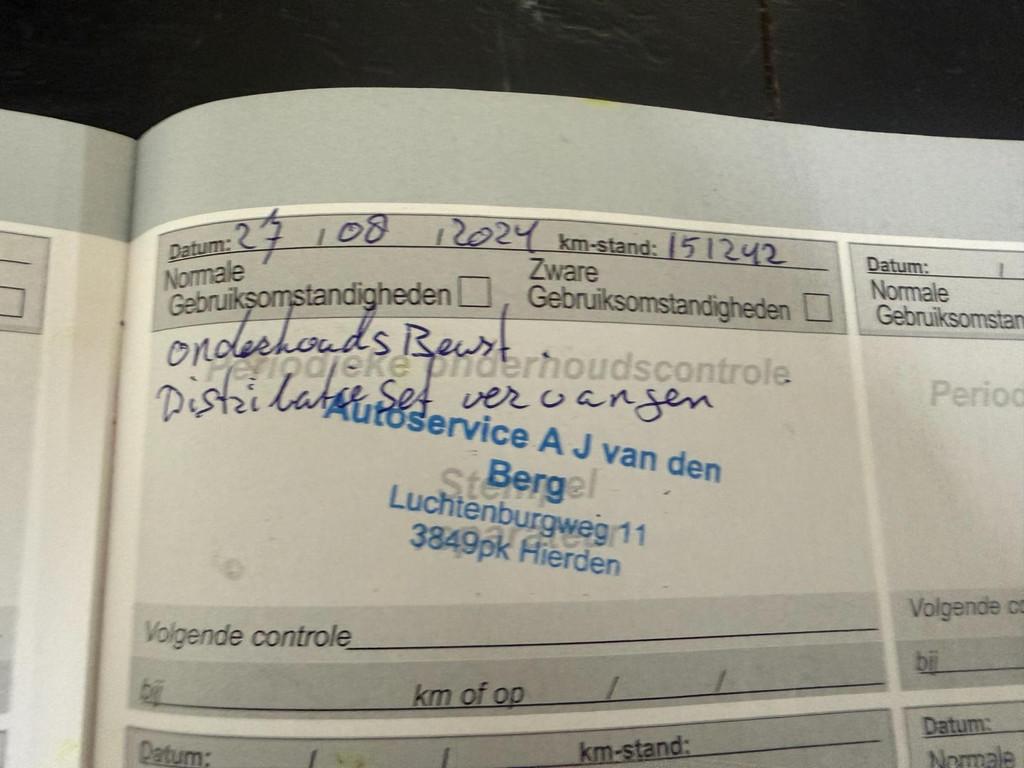 Datum: 27 / 08 / 2024 km-stand: 151242
Normale Gebruiksomstandigheden
Zware Gebruiksomstandigheden
onderhouds Beurt.
Periodieke onderhoudscontrole
Distributie set vervangen
Autoservice A J van den
Berg
Stempel
Luchtenburgweg 11
3849pk Hierden
Volgende controle
bij km of op / /
Datum: / / km-stand:
Datum: /
Normale
Gebruiksomstan
Period
Volgende co
bij
Datum:
Normale